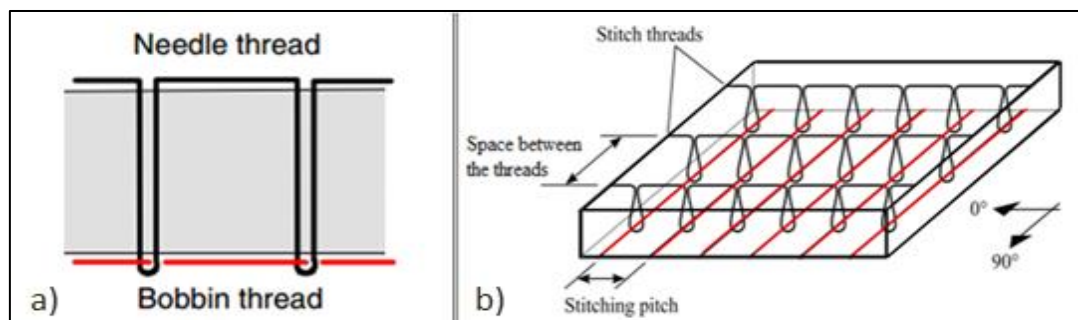 Needle thread
Bobbin thread
a)
Stitch threads
Space between
the threads
0°
90°
Stitching pitch
b)